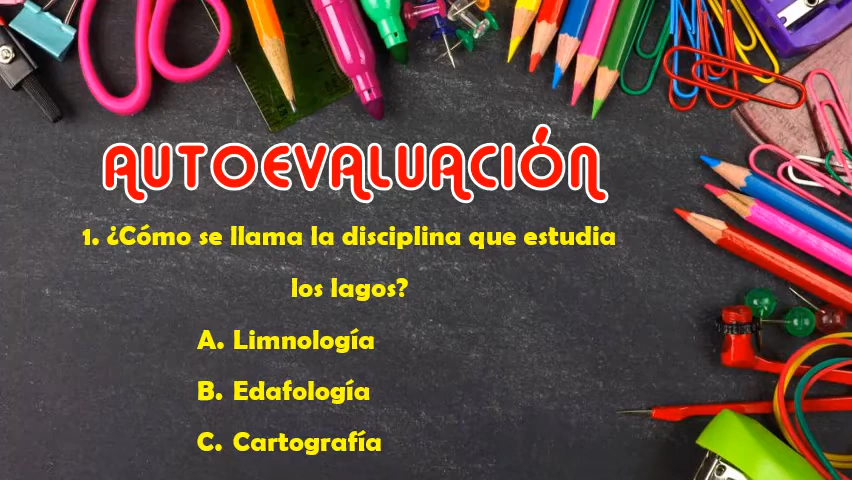 AUTOEVALUACIÓN
1. ¿Cómo se llama la disciplina que estudia
los lagos?
A. Limnología
B. Edafología
C. Cartografía